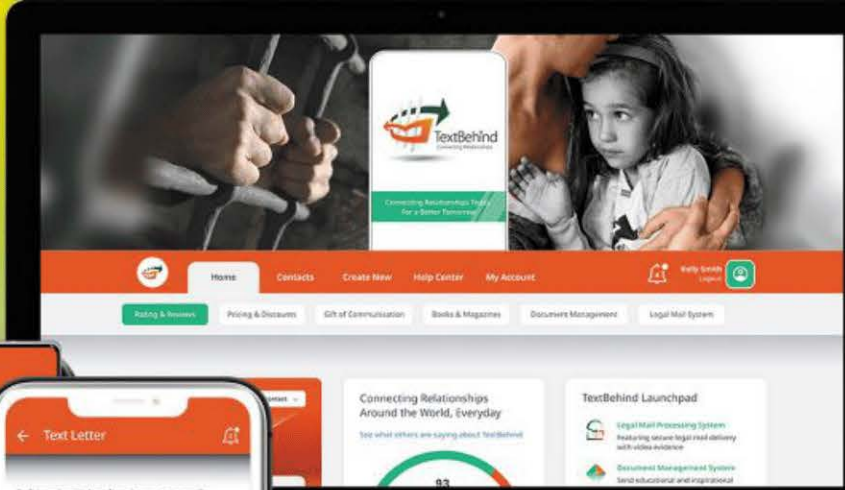 TextBehind
Connecting Relationships
Connecting Relationships Today
For a Better Tomorrow
Home
Contacts
Create New
Help Center
My Account
Kelly Smith
Logout
Rating & Reviews
Pricing & Discounts
Gift of Communication
Books & Magazines
Document Management
Legal Mail System
Connecting Relationships
Around the World, Everyday
See what others are saying about TextBehind
93
TextBehind Launchpad
Legal Mail Processing System
Featuring secure legal mail delivery
with video evidence
Document Management System
Send educational and inspirational
Text Letter